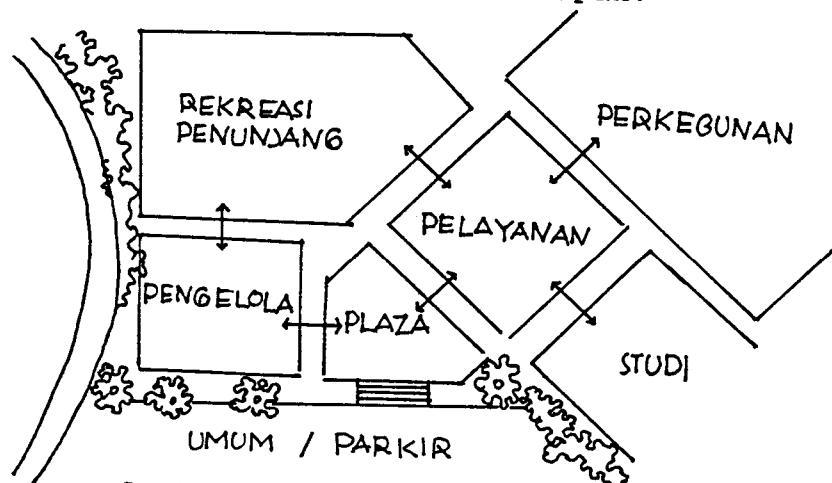 REKREASI
PENUNJANG
PERKEBUNAN
PELAYANAN
PENGELOLA
PLAZA
STUDI
UMUM / PARKIR